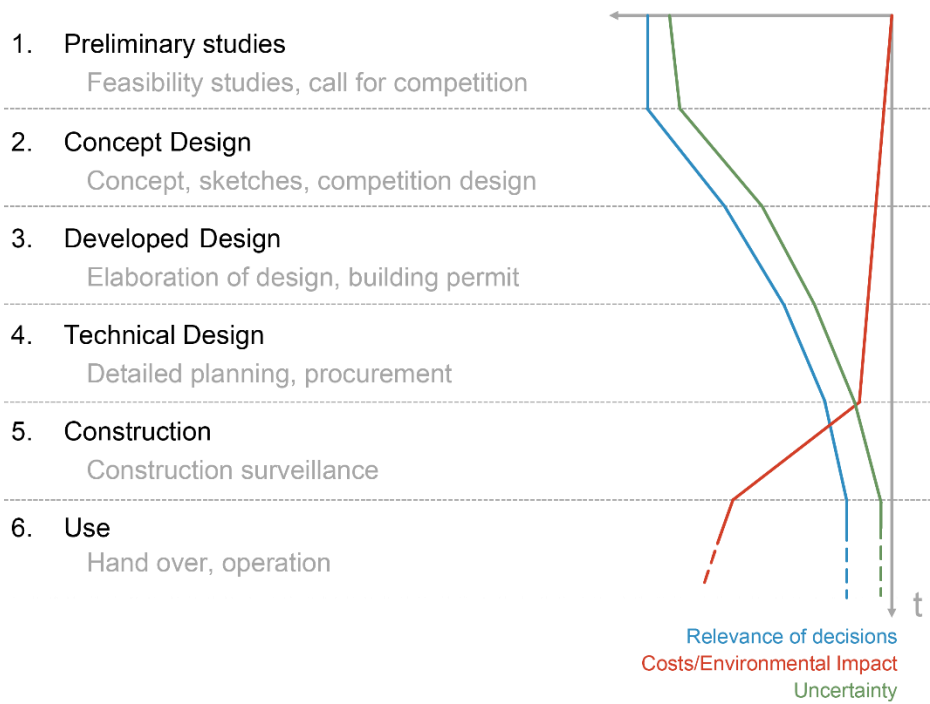 1. Preliminary studies
Feasibility studies, call for competition
2. Concept Design
Concept, sketches, competition design
3. Developed Design
Elaboration of design, building permit
4. Technical Design
Detailed planning, procurement
5. Construction
Construction surveillance
6. Use
Hand over, operation
t
Relevance of decisions
Costs/Environmental Impact
Uncertainty